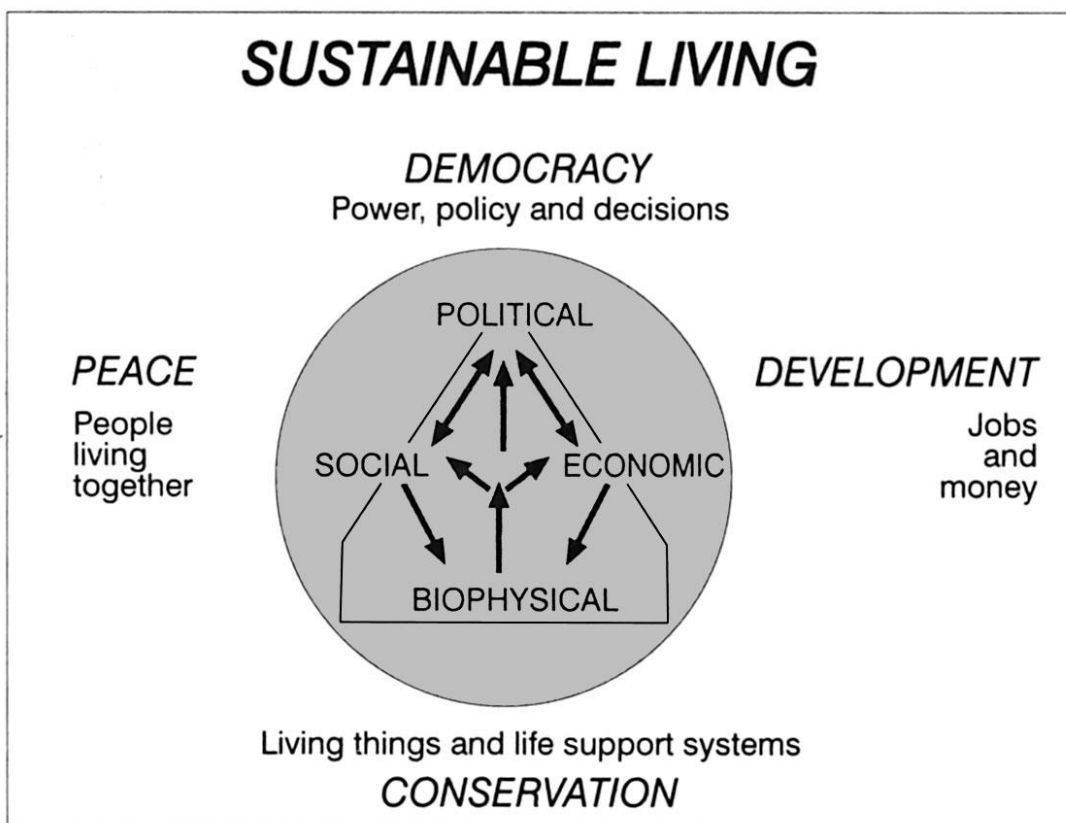 SUSTAINABLE LIVING
DEMOCRACY
Power, policy and decisions
POLITICAL
PEACE
People
living
together
DEVELOPMENT
Jobs
and
money
SOCIAL
ECONOMIC
BIOPHYSICAL
Living things and life support systems
CONSERVATION